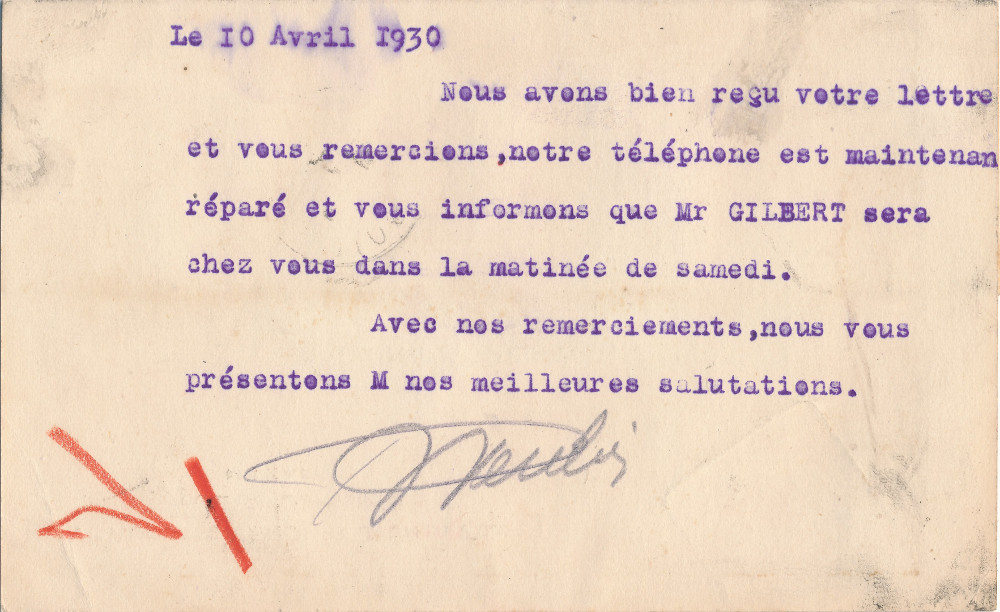 Le 10 Avril 1930
Nous avons bien reçu votre lettre
et vous remercions,notre téléphone est maintenan
réparé et vous informons que Mr GILBERT sera
chez vous dans la matinée de samedi.
Avec nos remerciements,nous vous
présentons M nos meilleures salutations.